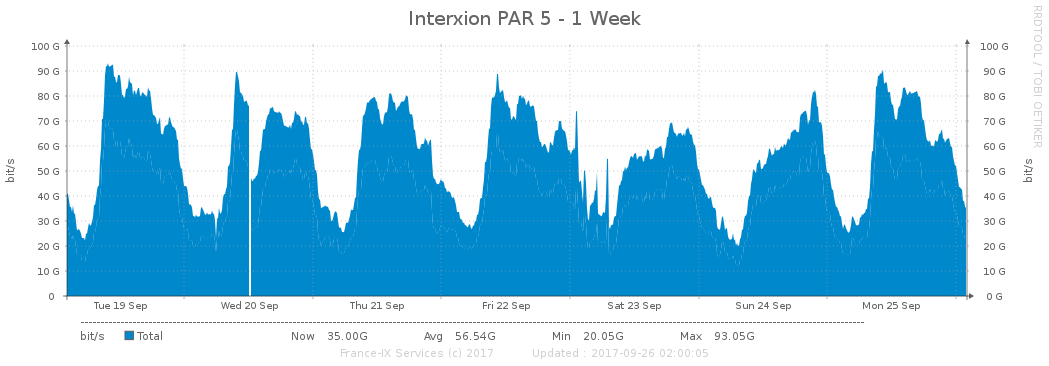 Interxion PAR 5 - 1 Week
RRDTOOL / TOBI OETIKER
bit/s
100 G 100 G
90 G 90 G
80 G 80 G
70 G 70 G
60 G 60 G
50 G 50 G
40 G 40 G
30 G 30 G
20 G 20 G
10 G 10 G
0 0 G
bit/s
Tue 19 Sep Wed 20 Sep Thu 21 Sep Fri 22 Sep Sat 23 Sep Sun 24 Sep Mon 25 Sep
bit/s Total Now 35.00G Avg 56.54G Min 20.05G Max 93.05G
France-IX Services (c) 2017 Updated : 2017-09-26 02:00:05